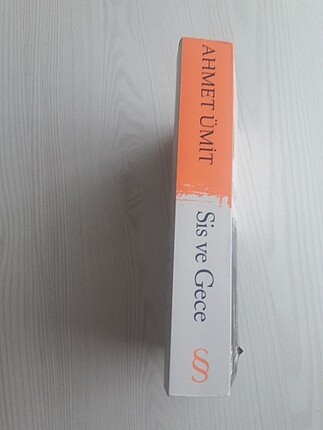 AHMET ÜMİT
Sis ve Gece